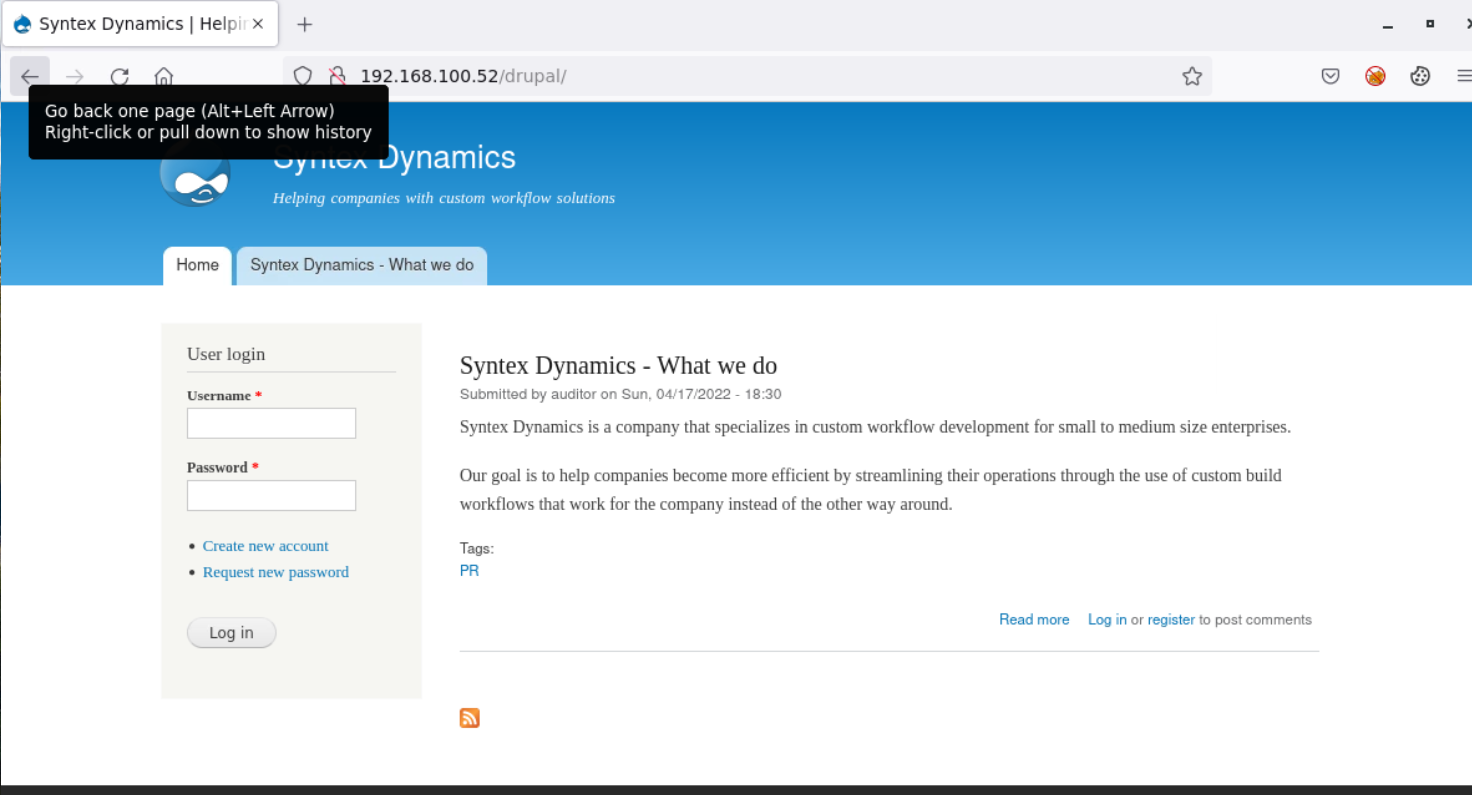 Syntex Dynamics | Helpin
192.168.100.52/drupal/
Go back one page (Alt+Left Arrow)
Right-click or pull down to show history
Syntex Dynamics
Helping companies with custom workflow solutions
Home
Syntex Dynamics - What we do
User login
Username *
Password *
Create new account
Request new password
Log in
Syntex Dynamics - What we do
Submitted by auditor on Sun, 04/17/2022 - 18:30
Syntex Dynamics is a company that specializes in custom workflow development for small to medium size enterprises.
Our goal is to help companies become more efficient by streamlining their operations through the use of custom build
workflows that work for the company instead of the other way around.
Tags:
PR
Read more Log in or register to post comments